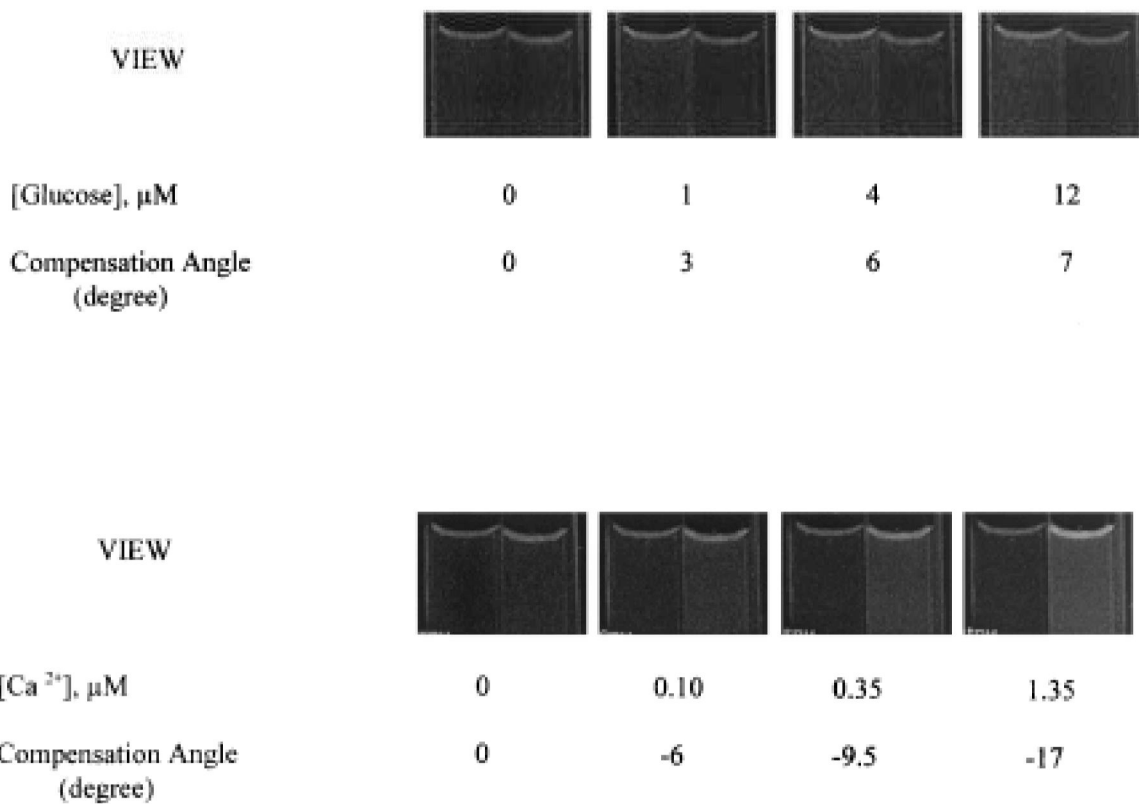 VIEW
[Glucose], μM 0 1 4 12
Compensation Angle 0 3 6 7
(degree)
VIEW
[Ca 2+], μM 0 0.10 0.35 1.35
Compensation Angle 0 -6 -9.5 -17
(degree)